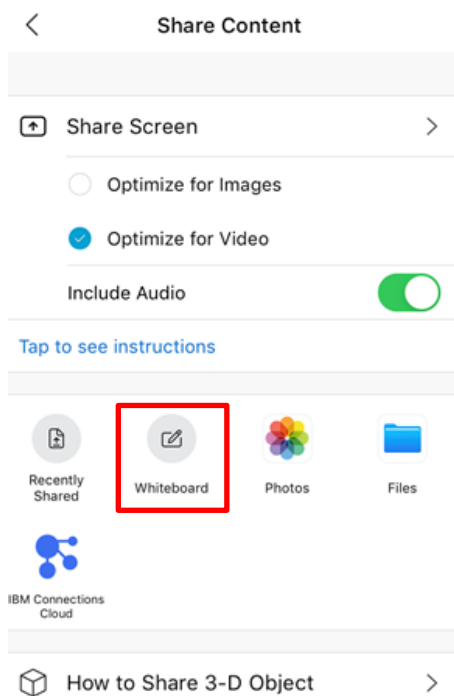 Share Content
Share Screen
Optimize for Images
Optimize for Video
Include Audio
Tap to see instructions
Recently
Shared
Whiteboard
Photos
Files
IBM Connections
Cloud
How to Share 3-D Object